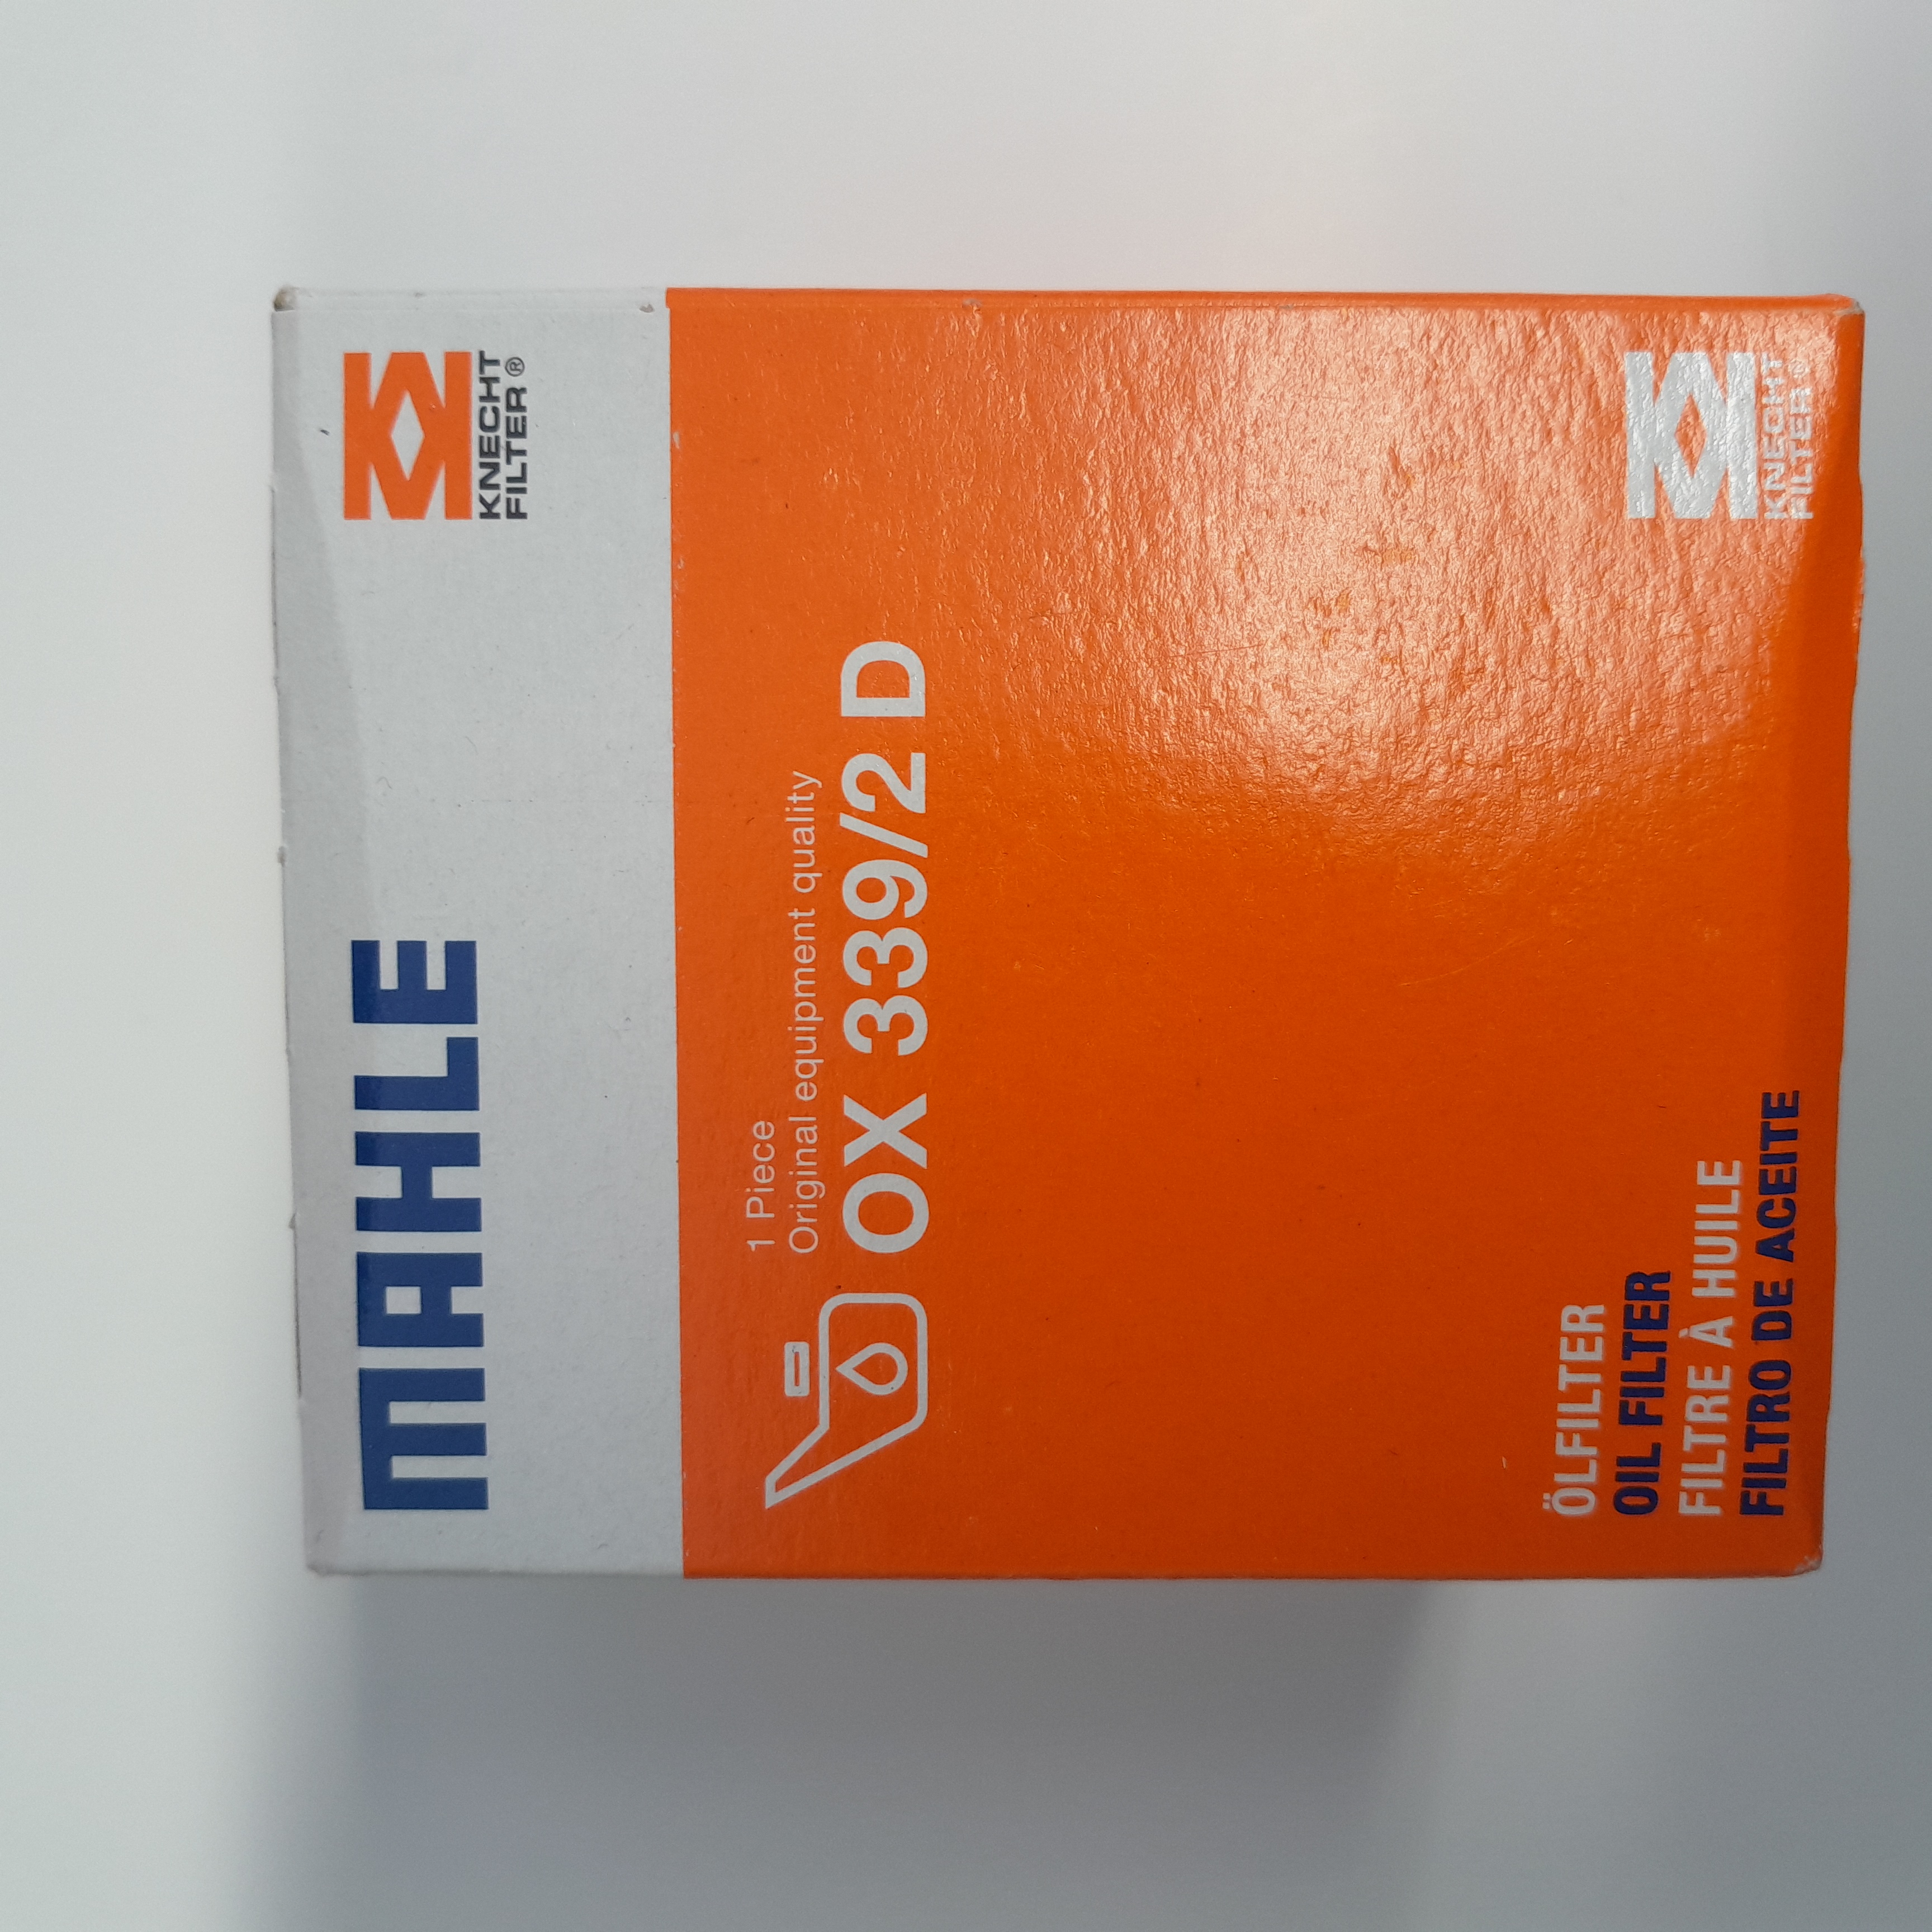 MAHLE
KNECHT
FILTER®
1 Piece
Original equipment quality
OX 339/2 D
ÖLFILTER
OIL FILTER
FILTRE À HUILE
FILTRO DE ACEITE
KNECHT
FILTER®